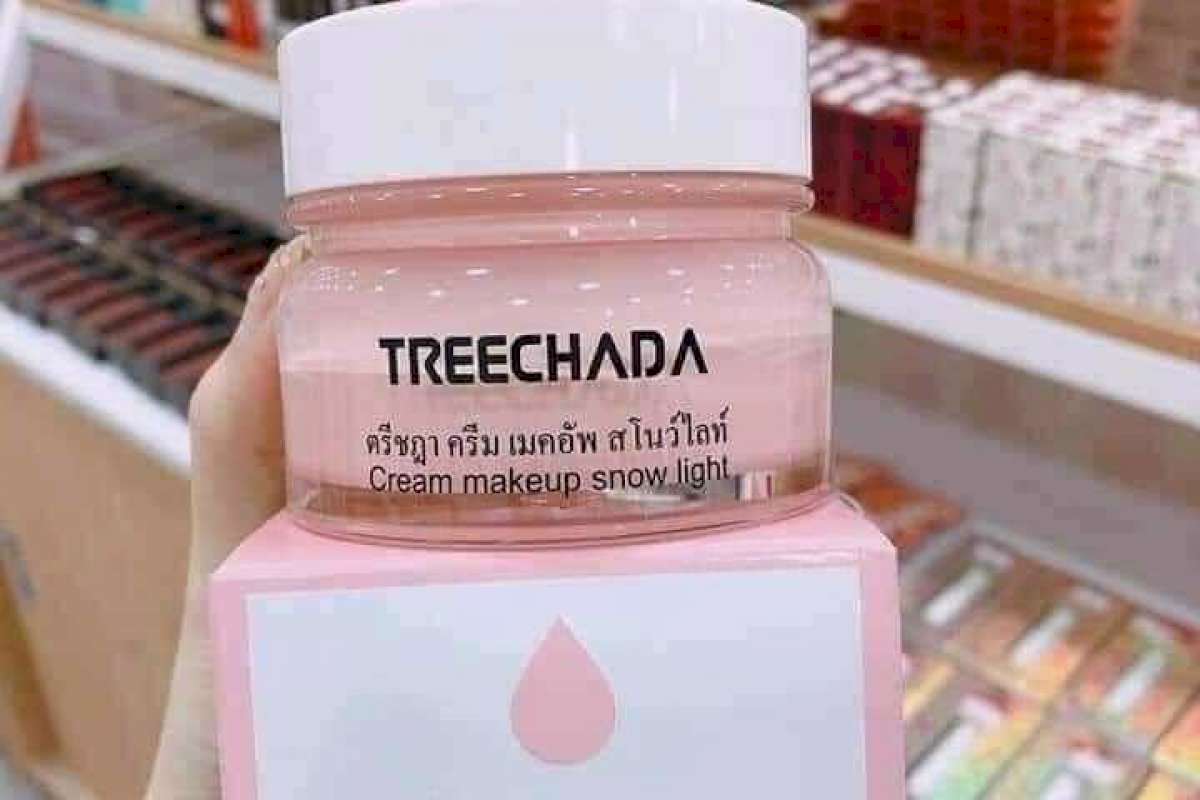 TREECHADA
ตรีชฎา ครีม เมคอัพ สโนว์ไลท์
Cream makeup snow light